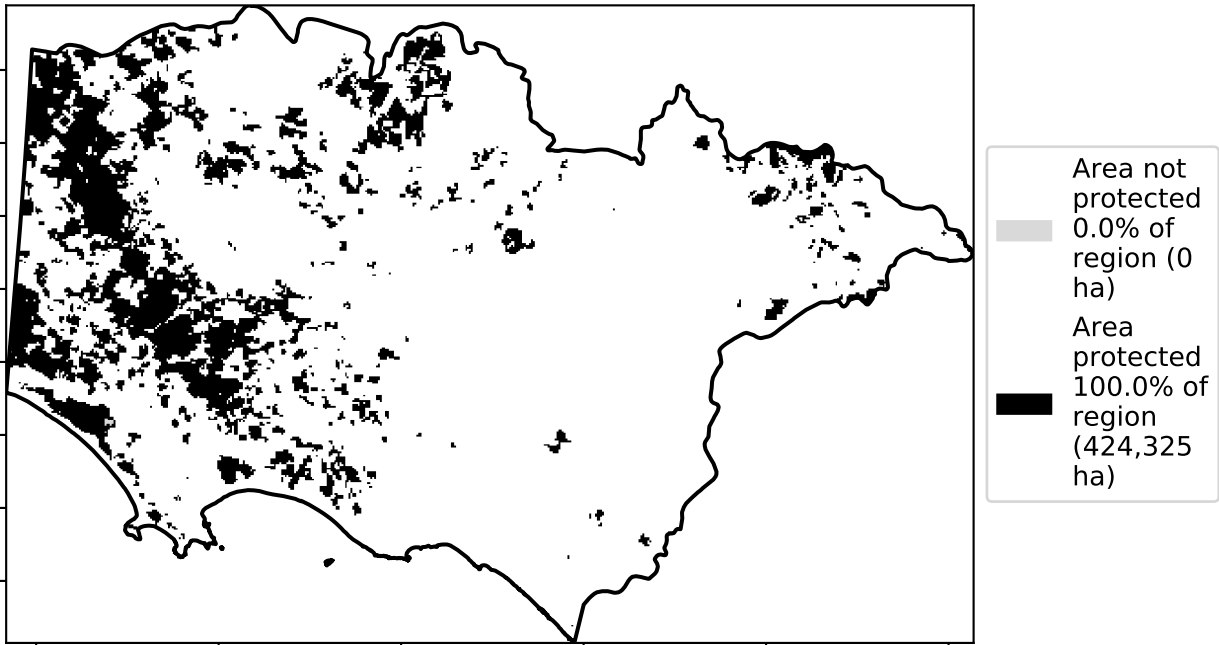 Area not
protected
0.0% of
region (0
ha)
Area
protected
100.0% of
region
(424,325
ha)